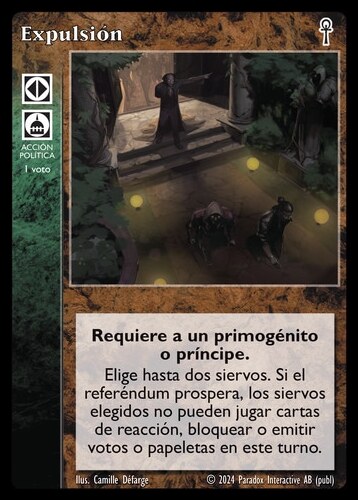 Expulsión
ACCIÓN
POLÍTICA
1 voto
Requiere a un primogénito
o príncipe.
Elige hasta dos siervos. Si el
referéndum prospera, los siervos
elegidos no pueden jugar cartas
de reacción, bloquear o emitir
votos o papeletas en este turno.
Ilus. Camille Défarge © 2024 Paradox Interactive AB (publ)